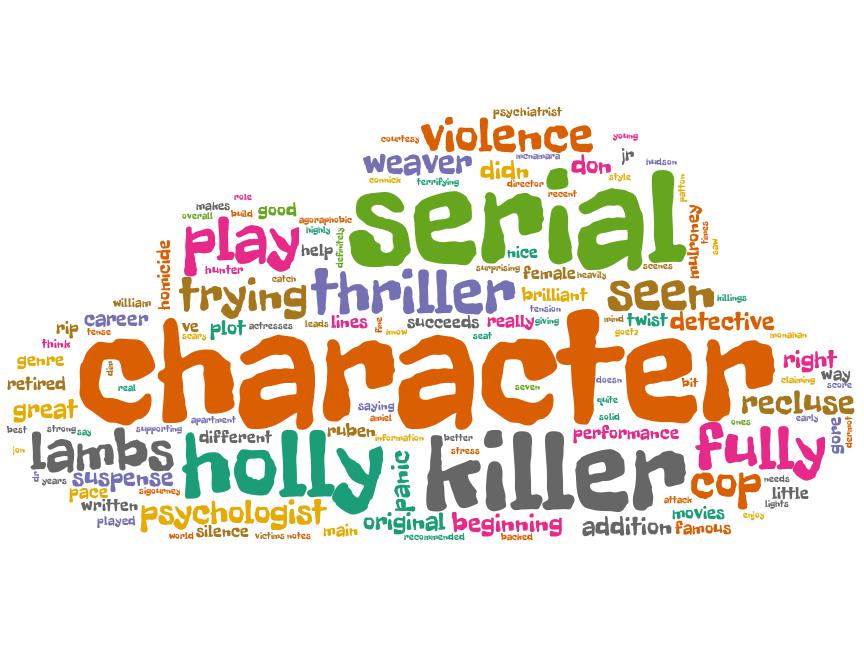 psychiatrist
courtesy violence young
weaver didn mcnamara don jr hudson
connick terrifying director style recent patton
role serial
makes overall build good agoraphobic
play highly definitely help nice mulroney times saw
homicide hunter catch surprising female heavily scenes
trying thriller brilliant seen killings
william tension
career ve plot actresses leads lines fine succeeds really giving mind twist detective
rip tense scary know seat goetz monahan
think character right
genre dim real seven doesn bit claiming way score
retired saying quite recluse
great apartment amiel solid ones early
best strong say supporting different ruben information better performance fully gore dermot
jon lambs holly panic killer stress
dr years suspense cop needs
pace sigourney attack little
written psychologist movies lights
played main original beginning addition famous enjoy
world silence victims notes recommended backed